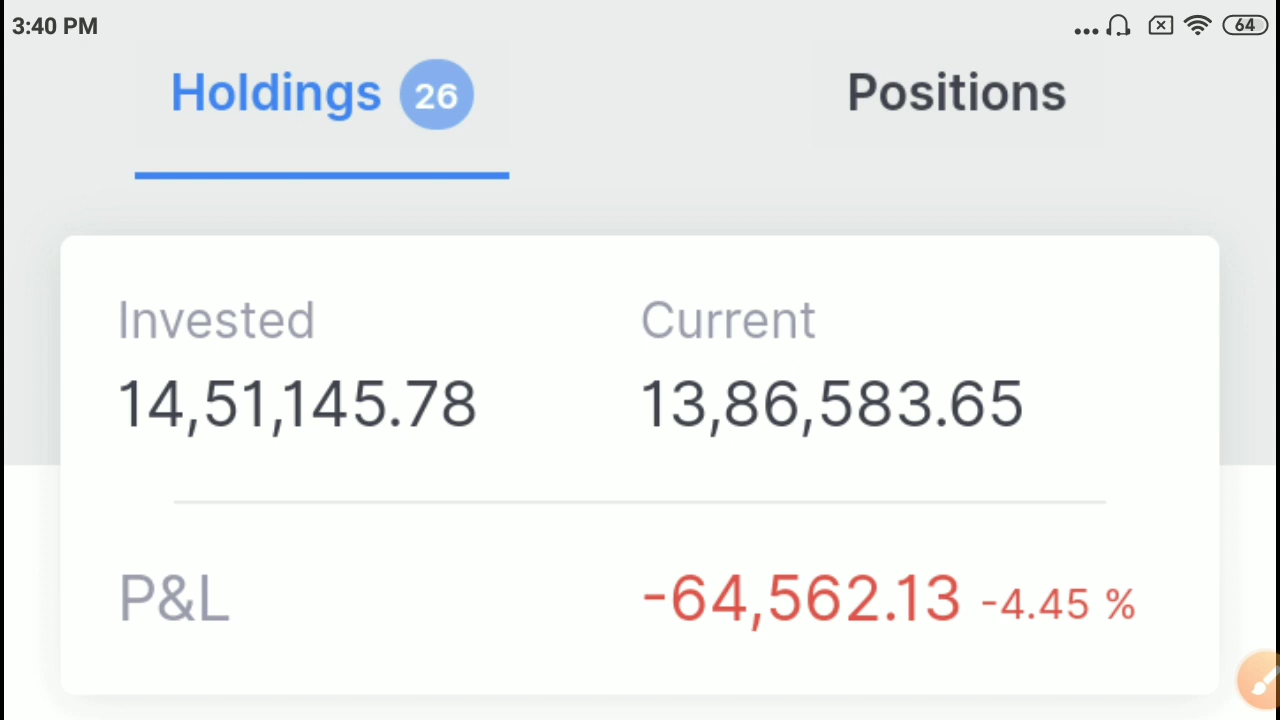 3:40 PM 64
Holdings 26 Positions
Invested Current
14,51,145.78 13,86,583.65
P&L -64,562.13 -4.45 %